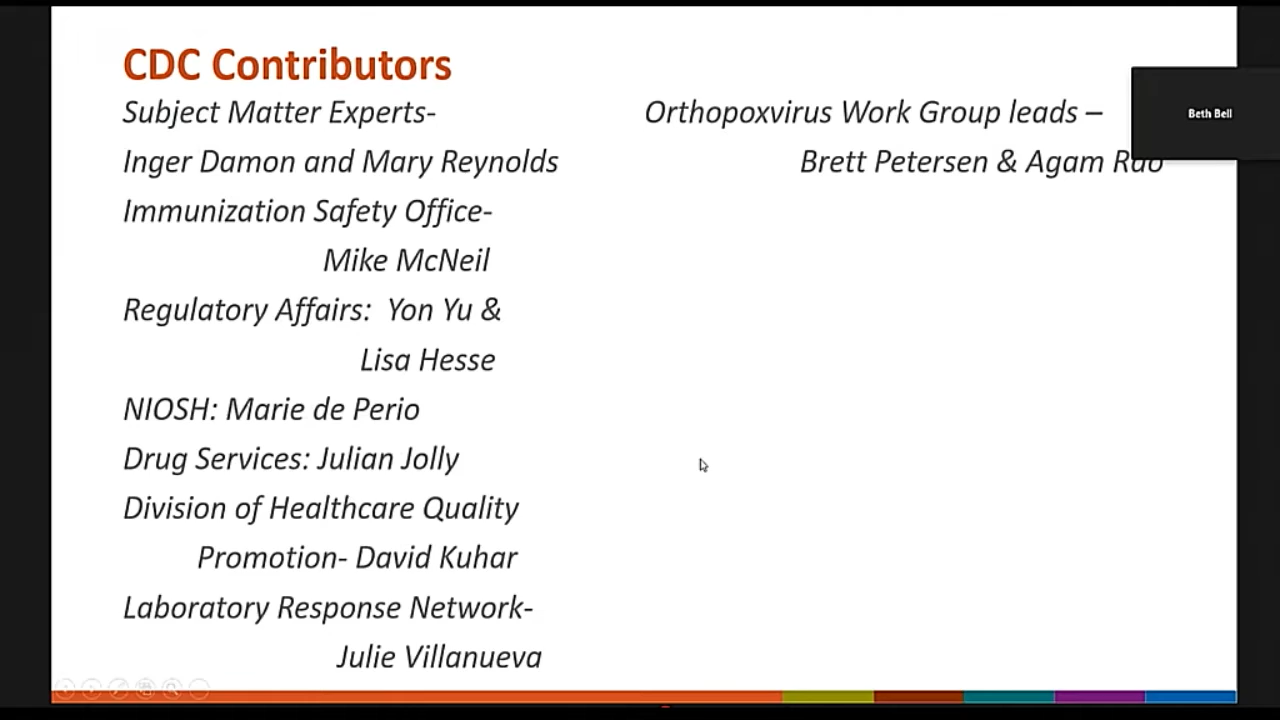 CDC Contributors
Subject Matter Experts-
Inger Damon and Mary Reynolds
Immunization Safety Office-
Mike McNeil
Regulatory Affairs: Yon Yu &
Lisa Hesse
NIOSH: Marie de Perio
Drug Services: Julian Jolly
Division of Healthcare Quality
Promotion- David Kuhar
Laboratory Response Network-
Julie Villanueva
Orthopoxvirus Work Group leads –
Brett Petersen & Agam Rao
Beth Bell